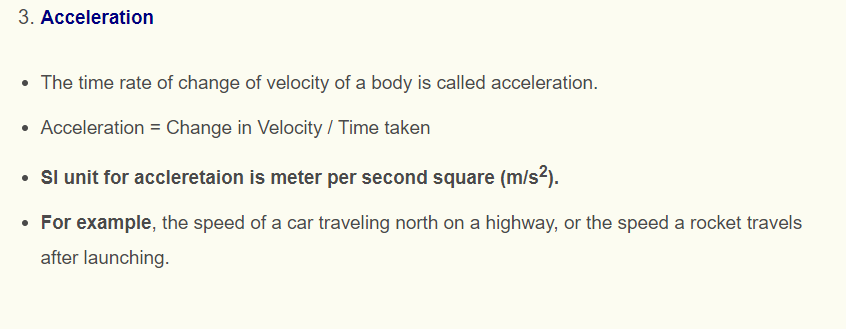 3. Acceleration
• The time rate of change of velocity of a body is called acceleration.
• Acceleration = Change in Velocity / Time taken
• SI unit for accleretaion is meter per second square (m/s²).
• For example, the speed of a car traveling north on a highway, or the speed a rocket travels
after launching.